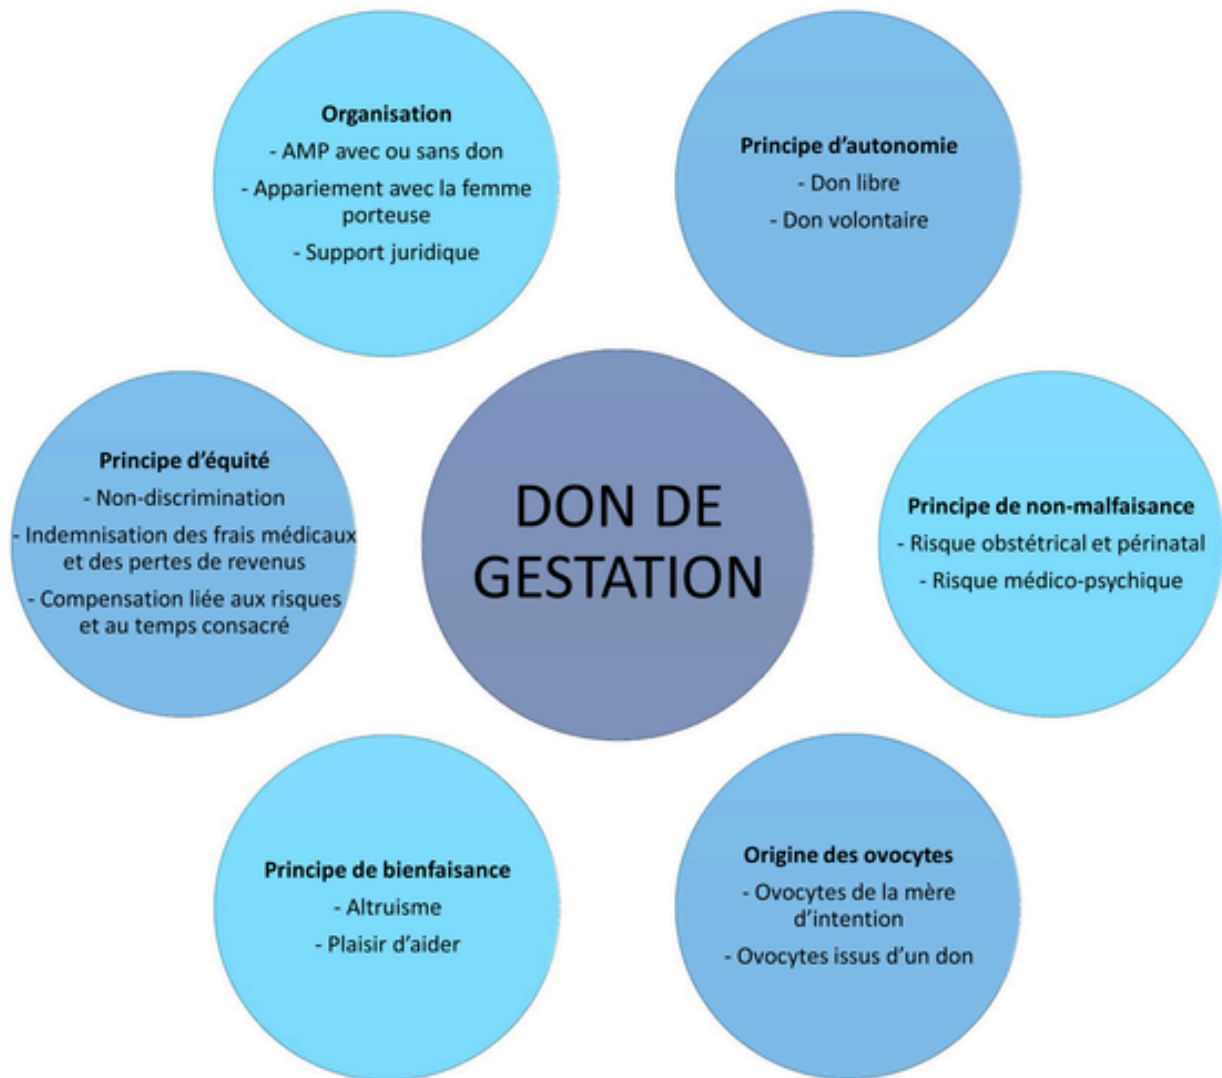 Organisation
- AMP avec ou sans don
- Appariement avec la femme
porteuse
- Support juridique
Principe d'autonomie
- Don libre
- Don volontaire
Principe d'équité
- Non-discrimination
- Indemnisation des frais médicaux
et des pertes de revenus
- Compensation liée aux risques
et au temps consacré
DON DE
GESTATION
Principe de non-malfaisance
- Risque obstétrical et périnatal
- Risque médico-psychique
Principe de bienfaisance
- Altruisme
- Plaisir d'aider
Origine des ovocytes
- Ovocytes de la mère
d'intention
- Ovocytes issus d'un don